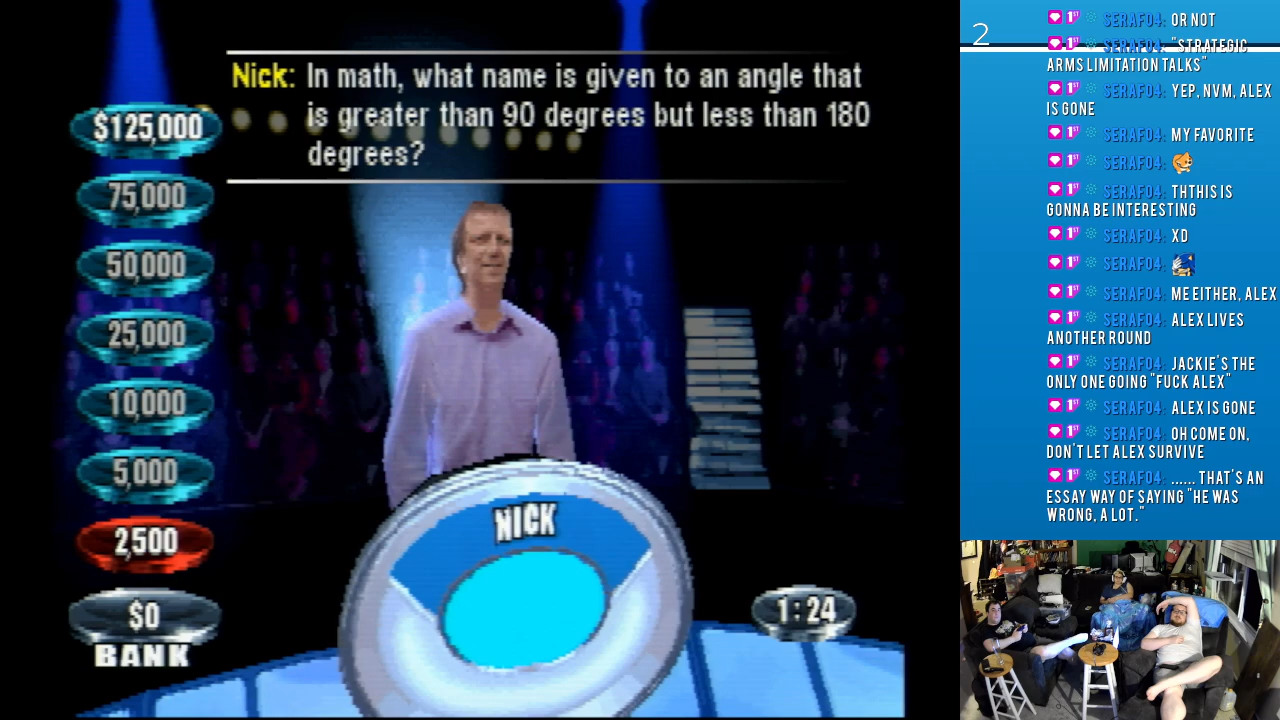 Nick: In math, what name is given to an angle that
is greater than 90 degrees but less than 180
degrees?
$125,000
75,000
50,000
25,000
10,000
5,000
2,500
$0
BANK
NICK
1:24
2
SERAF04: OR NOT
SERAF04: "STRATEGIC
ARMS LIMITATION TALKS"
SERAF04: YEP, NVM, ALEX
IS GONE
SERAF04: MY FAVORITE
SERAF04:
SERAF04: THTHIS IS
GONNA BE INTERESTING
SERAF04: XD
SERAF04:
SERAF04: ME EITHER, ALEX
SERAF04: ALEX LIVES
ANOTHER ROUND
SERAF04: JACKIE'S THE
ONLY ONE GOING "FUCK ALEX"
SERAF04: ALEX IS GONE
SERAF04: OH COME ON,
DON'T LET ALEX SURVIVE
SERAF04: ...... THAT'S AN
ESSAY WAY OF SAYING "HE WAS
WRONG, A LOT."